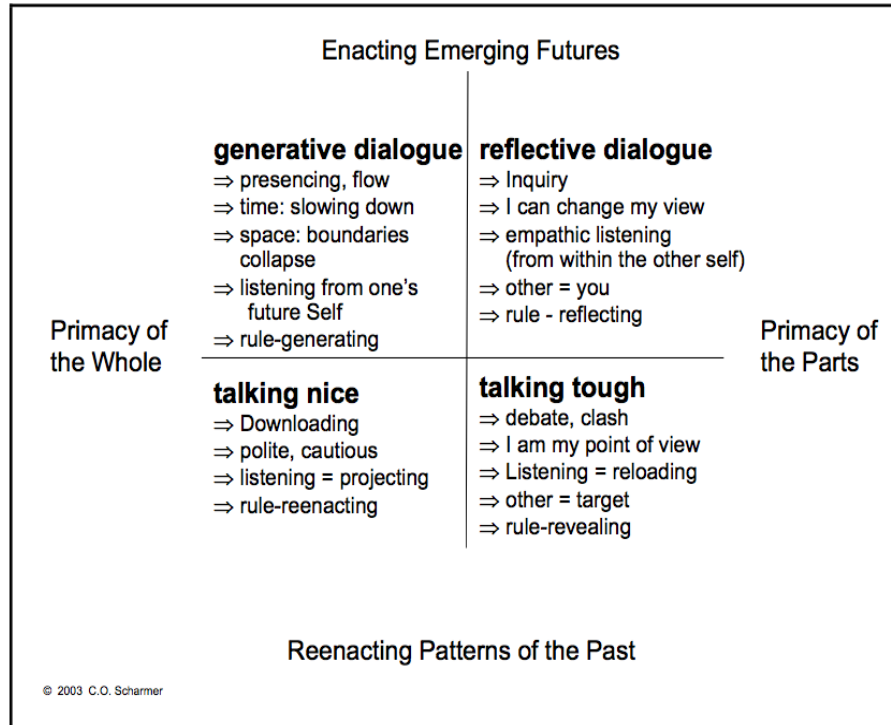 Enacting Emerging Futures
generative dialogue
⇒ presencing, flow
⇒ time: slowing down
⇒ space: boundaries
collapse
⇒ listening from one's
future Self
⇒ rule-generating
reflective dialogue
⇒ Inquiry
⇒ I can change my view
⇒ empathic listening
(from within the other self)
⇒ other = you
⇒ rule - reflecting
Primacy of
the Whole
Primacy of
the Parts
talking nice
⇒ Downloading
⇒ polite, cautious
⇒ listening = projecting
⇒ rule-reenacting
talking tough
⇒ debate, clash
⇒ I am my point of view
⇒ Listening = reloading
⇒ other = target
⇒ rule-revealing
Reenacting Patterns of the Past
© 2003 C.O. Scharmer